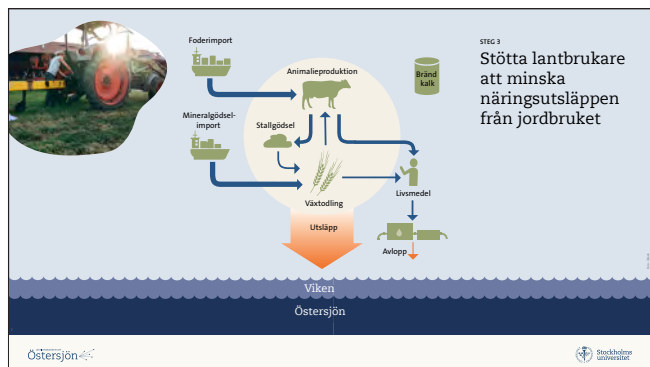 STEG 3
Stötta lantbrukare
att minska
näringsutsläppen
från jordbruket
Foderimport
Animalieproduktion
Bränd
kalk
Mineralgödsel-
import
Stallgödsel
Livsmedel
Växtodling
Utsläpp
Avlopp
Viken
Östersjön
Östersjön
Stockholms
universitet